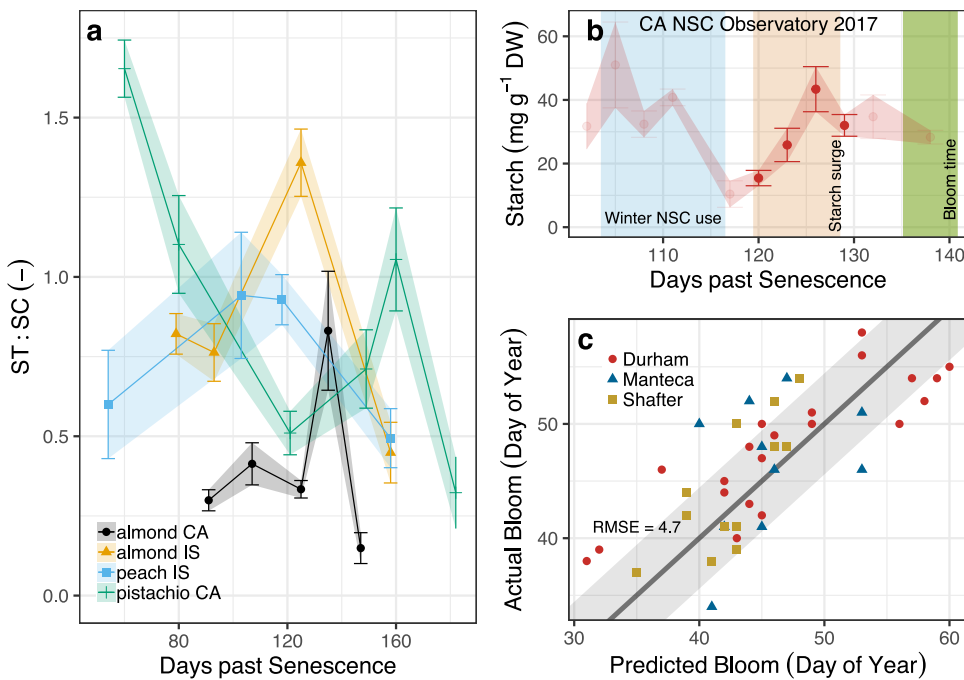 a
ST : SC (−)
1.5
1.0
0.5
0.0
80
120
160
Days past Senescence
almond CA
almond IS
peach IS
pistachio CA
b
CA NSC Observatory 2017
Starch (mg g⁻¹ DW)
60
40
20
0
Winter NSC use
Starch surge
Bloom time
110
120
130
140
Days past Senescence
c
Durham
Manteca
Shafter
Actual Bloom (Day of Year)
50
40
RMSE = 4.7
30
40
50
60
Predicted Bloom (Day of Year)